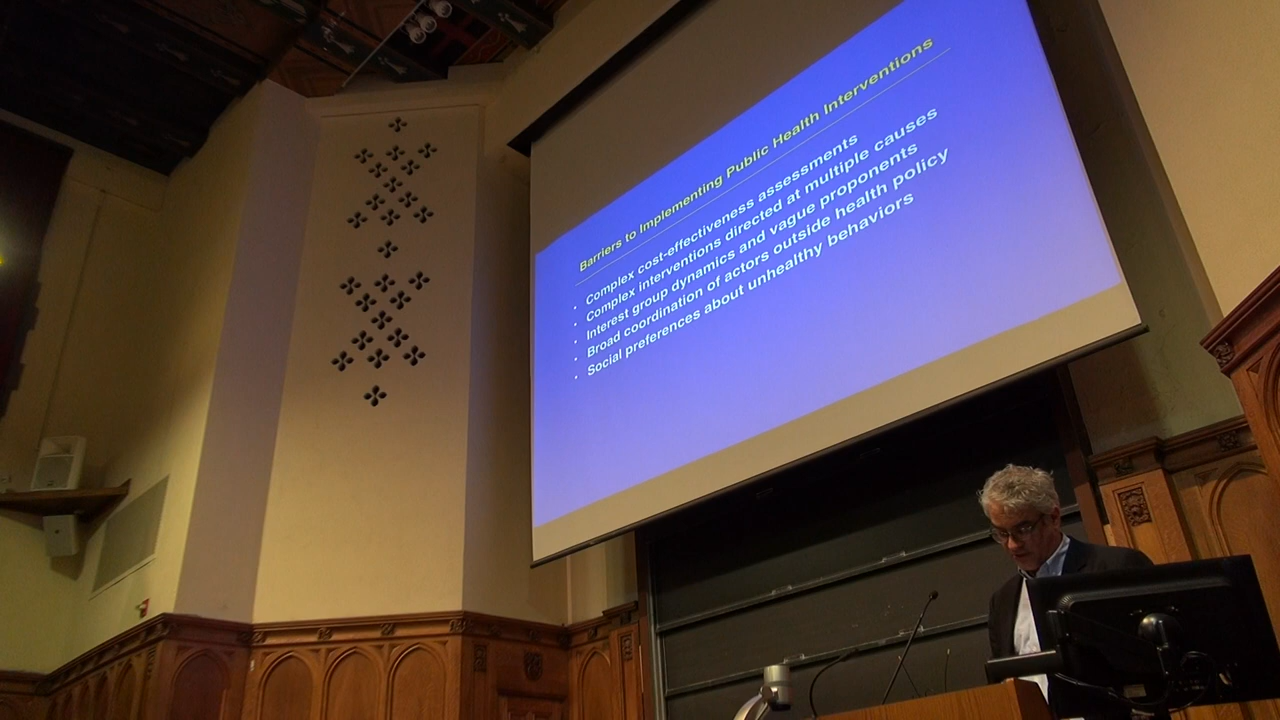 Barriers to Implementing Public Health Interventions
• Complex cost-effectiveness assessments
• Complex interventions directed at multiple causes
• Interest group dynamics and vague proponents
• Broad coordination of actors outside health policy
• Social preferences about unhealthy behaviors